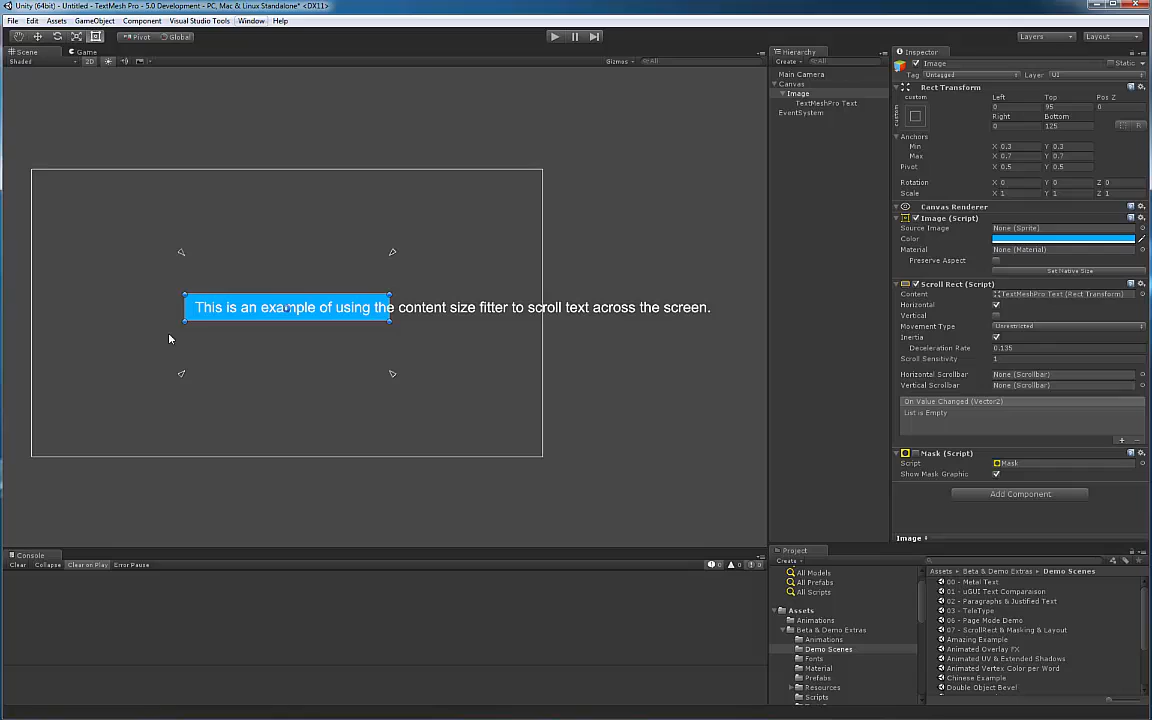 Unity (64bit) - Untitled - TextMesh Pro - 5.0 Development - PC, Mac & Linux Standalone* <DX11>
File Edit Assets GameObject Component Visual Studio Tools Window Help
Pivot Global Layers Layout
Scene Game
Shaded 2D Gizmos All
Hierarchy
Create All
Main Camera
Canvas
Image
TextMeshPro Text
EventSystem
This is an example of using the content size fitter to scroll text across the screen.
Inspector
Image Static
Tag Untagged Layer UI
Rect Transform
custom Left Top Pos Z
0 95 0
custom Right Bottom
0 125 R
Anchors
Min X 0.3 Y 0.3
Max X 0.7 Y 0.7
Pivot X 0.5 Y 0.5
Rotation X 0 Y 0 Z 0
Scale X 1 Y 1 Z 1
Canvas Renderer
Image (Script)
Source Image None (Sprite)
Color
Material None (Material)
Preserve Aspect
Set Native Size
Scroll Rect (Script)
Content TextMeshPro Text (Rect Transform)
Horizontal
Vertical
Movement Type Unrestricted
Inertia
Deceleration Rate 0.135
Scroll Sensitivity 1
Horizontal Scrollbar None (Scrollbar)
Vertical Scrollbar None (Scrollbar)
On Value Changed (Vector2)
List is Empty
Mask (Script)
Script Mask
Show Mask Graphic
Add Component
Image
Console
Clear Collapse Clear on Play Error Pause 0 0 0
Project
Create
All Models
All Prefabs
All Scripts
Assets
Animations
Beta & Demo Extras
Animations
Demo Scenes
Fonts
Material
Prefabs
Resources
Scripts
Assets Beta & Demo Extras Demo Scenes
00 - Metal Text
01 - uGUI Text Comparaison
02 - Paragraphs & Justified Text
03 - TeleType
06 - Page Mode Demo
07 - ScrollRect & Masking & Layout
Amazing Example
Animated Overlay FX
Animated UV & Extended Shadows
Animated Vertex Color per Word
Chinese Example
Double Object Bevel